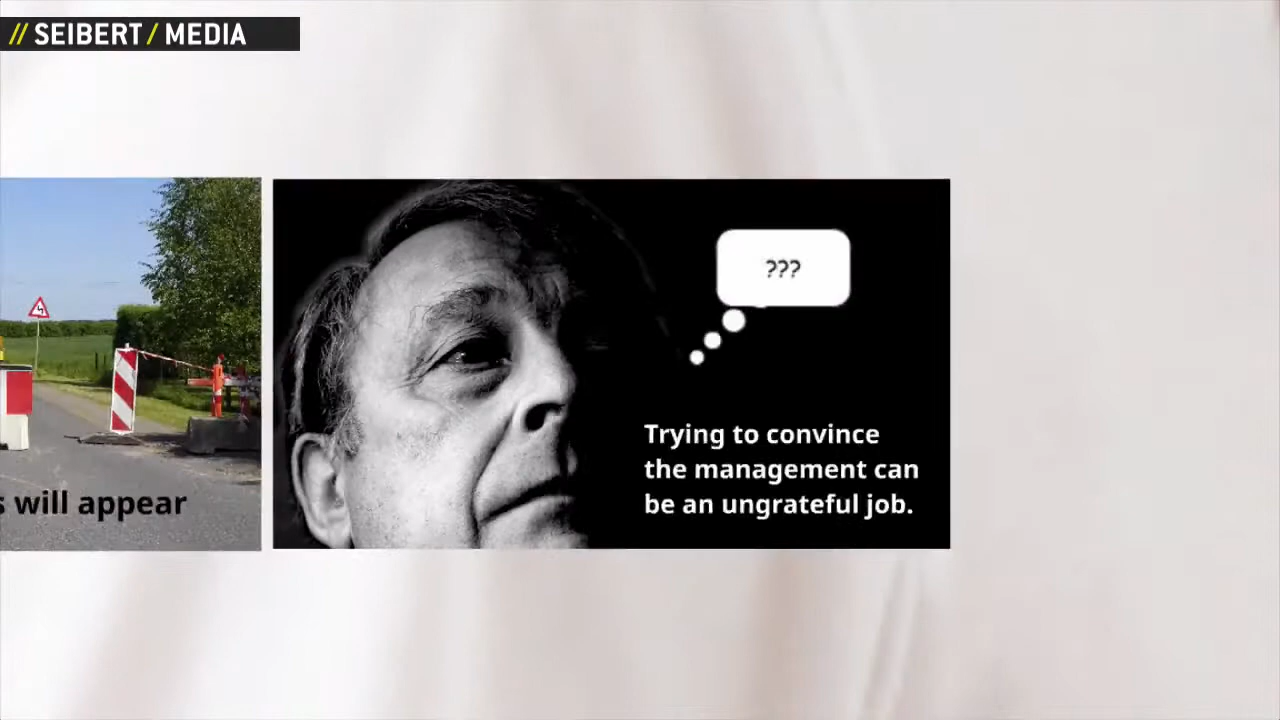 // SEIBERT / MEDIA
???
Trying to convince
the management can
be an ungrateful job.
s will appear